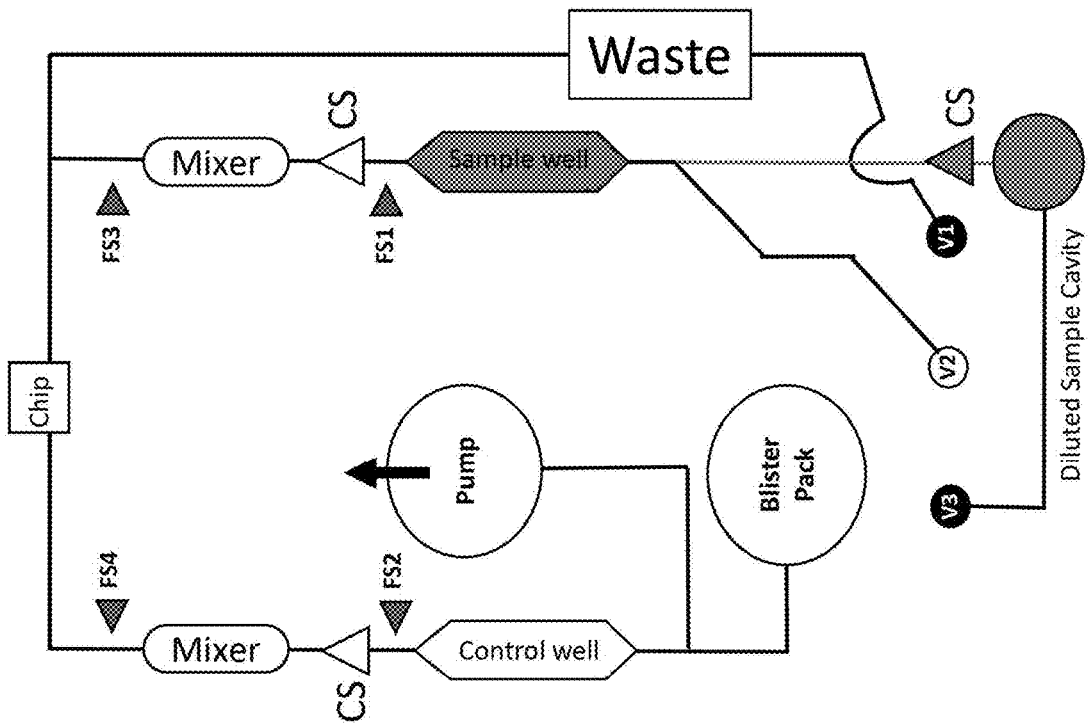 Waste
CS
CS
Mixer
Sample well
FS3
FS1
V1
Diluted Sample Cavity
V2
Chip
Pump
Blister
Pack
V3
FS4
FS2
Mixer
Control well
CS